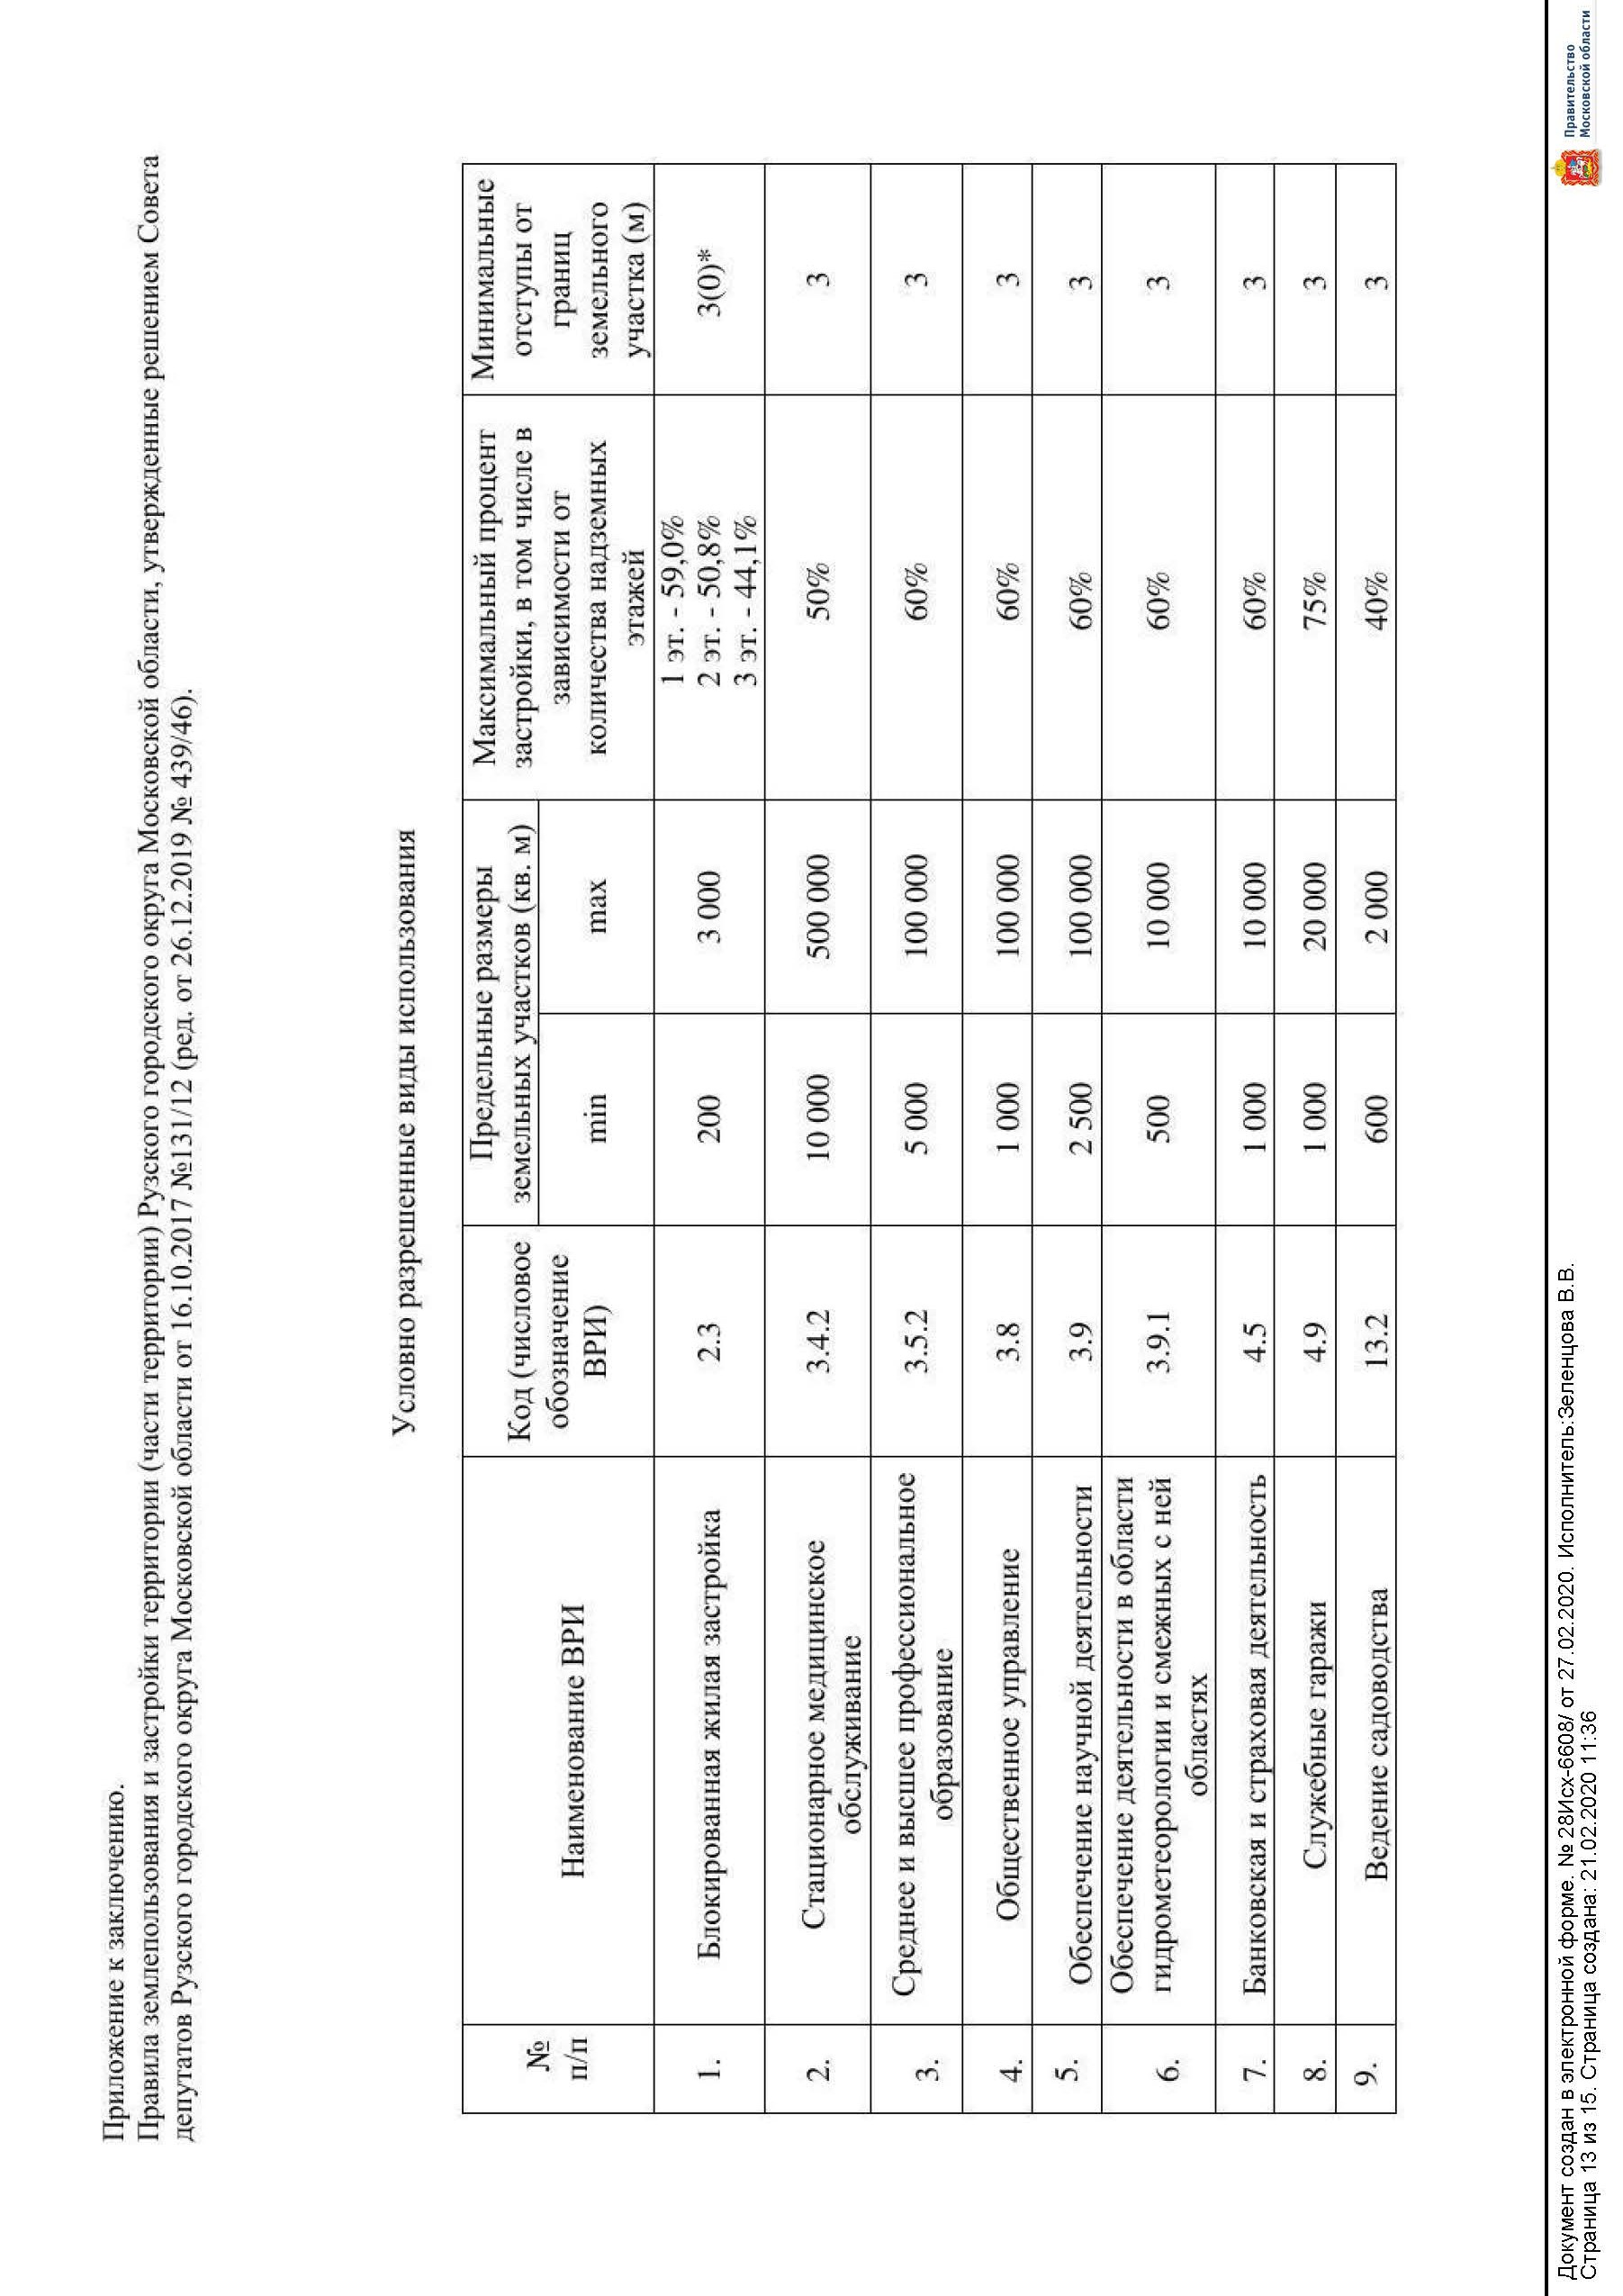 Приложение к заключению.
Правила землепользования и застройки территории (части территории) Рузского городского округа Московской области, утвержденные решением Совета
депутатов Рузского городского округа Московской области от 16.10.2017 №131/12 (ред. от 26.12.2019 № 439/46).
Условно разрешенные виды использования
№
п/п
Наименование ВРИ
Код (числовое
обозначение
ВРИ)
Предельные размеры
земельных участков (кв. м)
min
max
Максимальный процент
застройки, в том числе в
зависимости от
количества надземных
этажей
Минимальные
отступы от
границ
земельного
участка (м)
1.
Блокированная жилая застройка
2.3
200
3 000
1 эт. - 59,0%
2 эт. - 50,8%
3 эт. - 44,1%
3(0)*
2.
Стационарное медицинское
обслуживание
3.4.2
10 000
500 000
50%
3
3.
Среднее и высшее профессиональное
образование
3.5.2
5 000
100 000
60%
3
4.
Общественное управление
3.8
1 000
100 000
60%
3
5.
Обеспечение научной деятельности
3.9
2 500
100 000
60%
3
6.
Обеспечение деятельности в области
гидрометеорологии и смежных с ней
областях
3.9.1
500
10 000
60%
3
7.
Банковская и страховая деятельность
4.5
1 000
10 000
60%
3
8.
Служебные гаражи
4.9
1 000
20 000
75%
3
9.
Ведение садоводства
13.2
600
2 000
40%
3
Документ создан в электронной форме. № 28Исх-6608/ от 27.02.2020. Исполнитель:Зеленцова В.В.
Страница 13 из 15. Страница создана: 21.02.2020 11:36
Правительство
Московской области